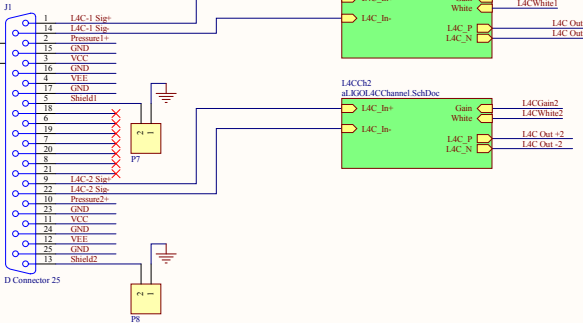 J1
1 L4C-1 Sig+
14 L4C-1 Sig-
2 Pressure1+
15 GND
3 VCC
16 GND
4 VEE
17 GND
5 Shield1
18
6
19
7
20
8
21
9 L4C-2 Sig+
22 L4C-2 Sig-
10 Pressure2+
23 GND
11 VCC
24 GND
12 VEE
25 GND
13 Shield2
D Connector 25
2 1
P7
2 1
P8
White L4CWhite1
L4C_In-
L4C_P L4C Out
L4C_N L4C Out
L4CCh2
aLIGOL4CChannel.SchDoc
L4C_In+ Gain L4CGain2
White L4CWhite2
L4C_In-
L4C_P L4C Out +2
L4C_N L4C Out -2